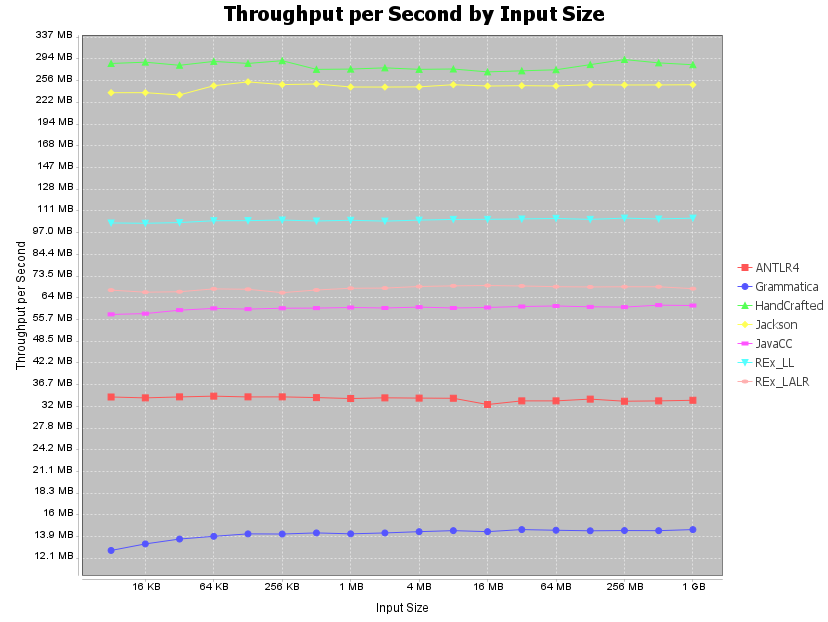 Throughput per Second by Input Size
337 MB
294 MB
256 MB
222 MB
194 MB
168 MB
147 MB
128 MB
111 MB
97.0 MB
84.4 MB
73.5 MB
64 MB
55.7 MB
48.5 MB
42.2 MB
36.7 MB
32 MB
27.8 MB
24.2 MB
21.1 MB
18.3 MB
16 MB
13.9 MB
12.1 MB
Throughput per Second
16 KB 64 KB 256 KB 1 MB 4 MB 16 MB 64 MB 256 MB 1 GB
Input Size
ANTLR4
Grammatica
HandCrafted
Jackson
JavaCC
REx_LL
REx_LALR